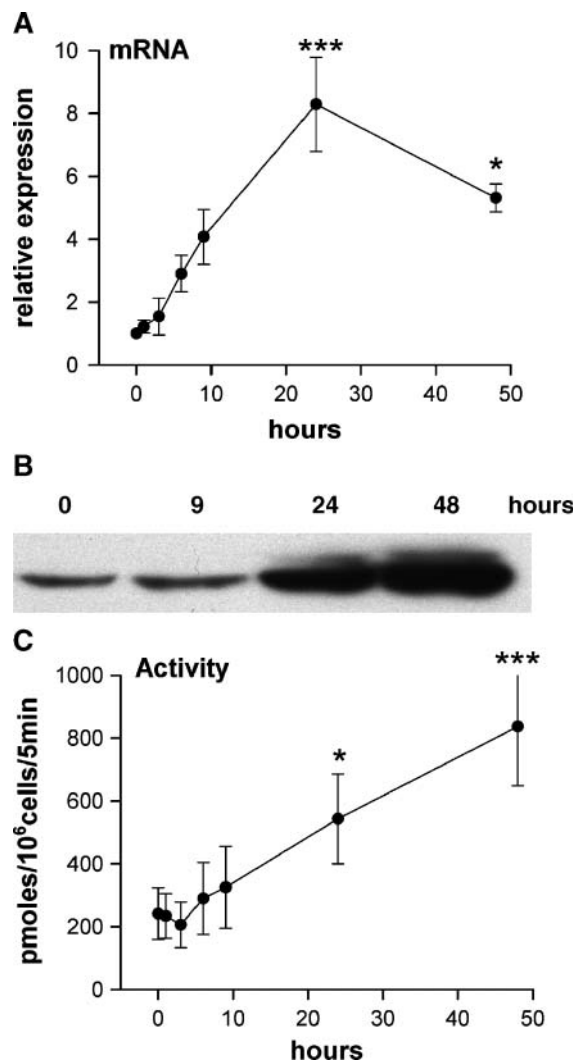 A
mRNA
***
*
relative expression
10
8
6
4
2
0
0 10 20 30 40 50
hours
B
0 9 24 48 hours
C
Activity
***
*
pmoles/10⁶cells/5min
1000
800
600
400
200
0
0 10 20 30 40 50
hours